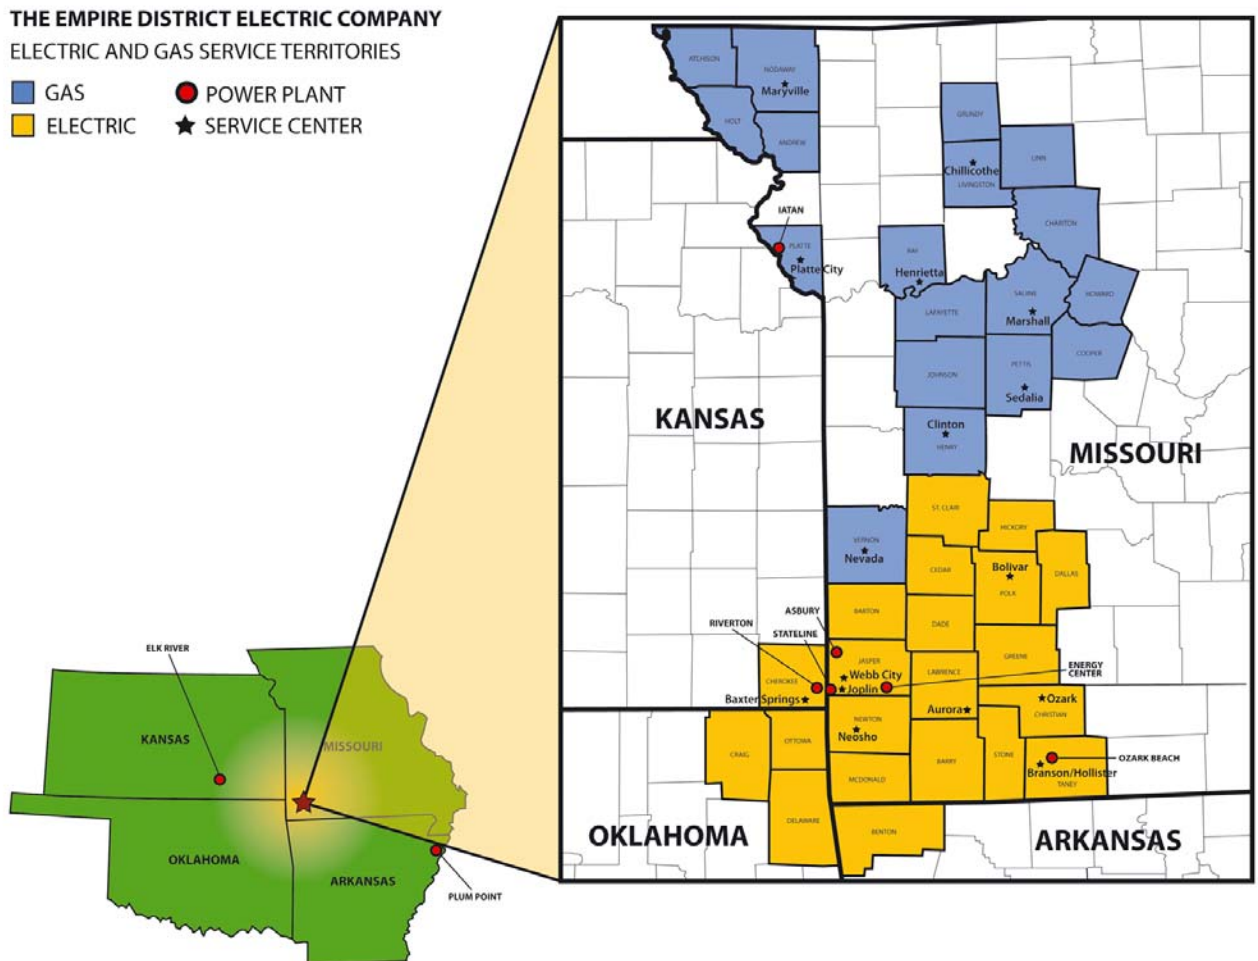 THE EMPIRE DISTRICT ELECTRIC COMPANY
ELECTRIC AND GAS SERVICE TERRITORIES
GAS
POWER PLANT
ELECTRIC
SERVICE CENTER
ATCHISON
NODAWAY
Maryville
HOLT
ANDREW
GRUNDY
Chillicothe
LIVINGSTON
LINN
CHARITON
IATAN
PLATTE
Platte City
RAY
Henrietta
LAFAYETTE
SALINE
Marshall
HOWARD
COOPER
JOHNSON
PETTIS
Sedalia
KANSAS
Clinton
HENRY
MISSOURI
ST. CLAIR
HICKORY
VERNON
Nevada
CEDAR
Bolivar
POLK
DALLAS
BARTON
DADE
ASBURY
RIVERTON
STATELINE
JASPER
Webb City
Joplin
LAWRENCE
GREENE
ENERGY
CENTER
CHEROKEE
Baxter Springs
Aurora
Ozark
CHRISTIAN
NEWTON
Neosho
CRAIG
OTTOWA
MCDONALD
BARRY
STONE
OZARK BEACH
Branson/Hollister
TANEY
DELAWARE
BENTON
OKLAHOMA
ARKANSAS
ELK RIVER
KANSAS
MISSOURI
OKLAHOMA
ARKANSAS
PLUM POINT